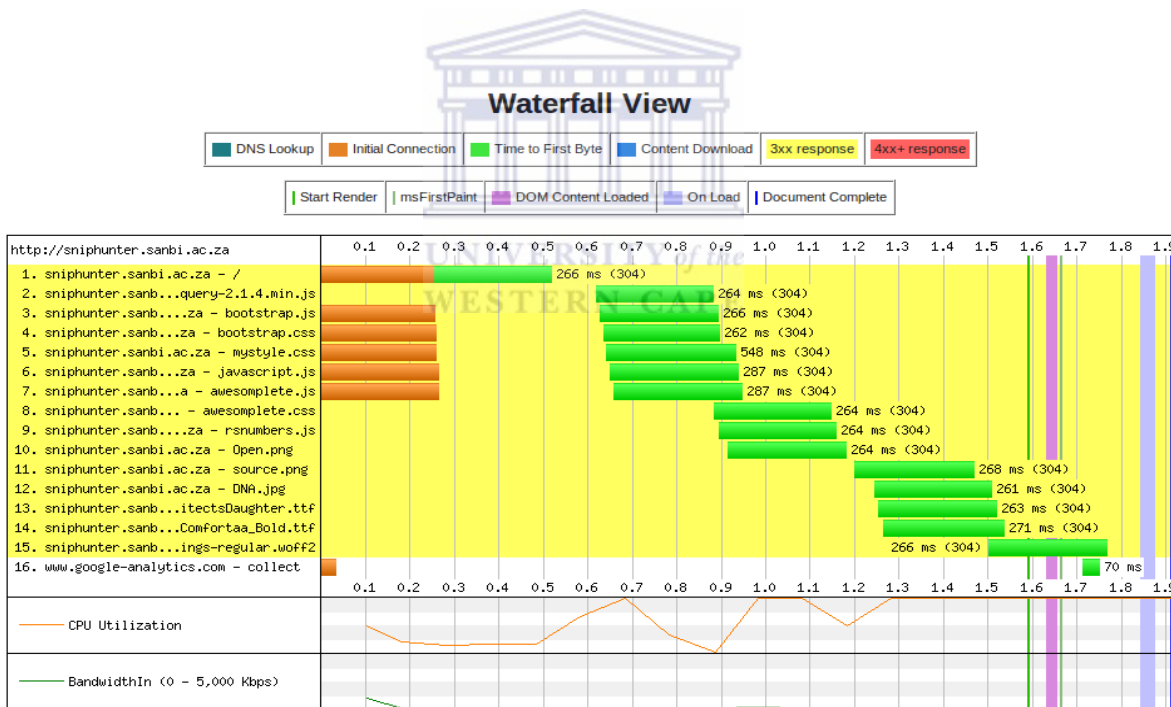 Waterfall View
DNS Lookup Initial Connection Time to First Byte Content Download 3xx response 4xx+ response
Start Render msFirstPaint DOM Content Loaded On Load Document Complete
UNIVERSITY of the
WESTERN CAPE
http://sniphunter.sanbi.ac.za 0.1 0.2 0.3 0.4 0.5 0.6 0.7 0.8 0.9 1.0 1.1 1.2 1.3 1.4 1.5 1.6 1.7 1.8 1.9
1. sniphunter.sanbi.ac.za - / 266 ms (304)
2. sniphunter.sanb...query-2.1.4.min.js 264 ms (304)
3. sniphunter.sanb....za - bootstrap.js 266 ms (304)
4. sniphunter.sanb...za - bootstrap.css 262 ms (304)
5. sniphunter.sanbi.ac.za - mystyle.css 548 ms (304)
6. sniphunter.sanb...za - javascript.js 287 ms (304)
7. sniphunter.sanb...a - awesomplete.js 287 ms (304)
8. sniphunter.sanb... - awesomplete.css 264 ms (304)
9. sniphunter.sanb....za - rsnumbers.js 264 ms (304)
10. sniphunter.sanbi.ac.za - Open.png 264 ms (304)
11. sniphunter.sanbi.ac.za - source.png 268 ms (304)
12. sniphunter.sanbi.ac.za - DNA.jpg 261 ms (304)
13. sniphunter.sanb...itectsDaughter.ttf 263 ms (304)
14. sniphunter.sanb...Comfortaa_Bold.ttf 271 ms (304)
15. sniphunter.sanb...ings-regular.woff2 266 ms (304)
16. www.google-analytics.com - collect 70 ms
0.1 0.2 0.3 0.4 0.5 0.6 0.7 0.8 0.9 1.0 1.1 1.2 1.3 1.4 1.5 1.6 1.7 1.8 1.9
CPU Utilization
BandwidthIn (0 - 5,000 Kbps)